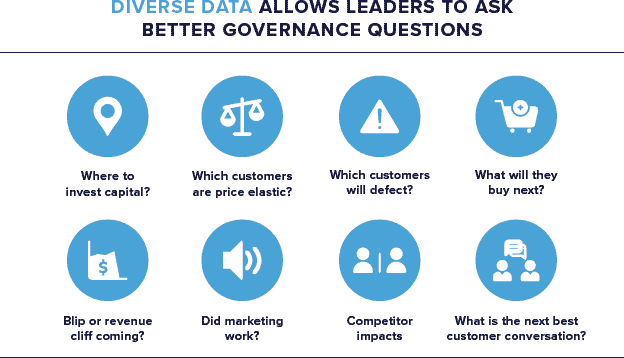 DIVERSE DATA ALLOWS LEADERS TO ASK
BETTER GOVERNANCE QUESTIONS
Where to
invest capital?
Which customers
are price elastic?
Which customers
will defect?
What will they
buy next?
$
Blip or revenue
cliff coming?
Did marketing
work?
Competitor
impacts
What is the next best
customer conversation?